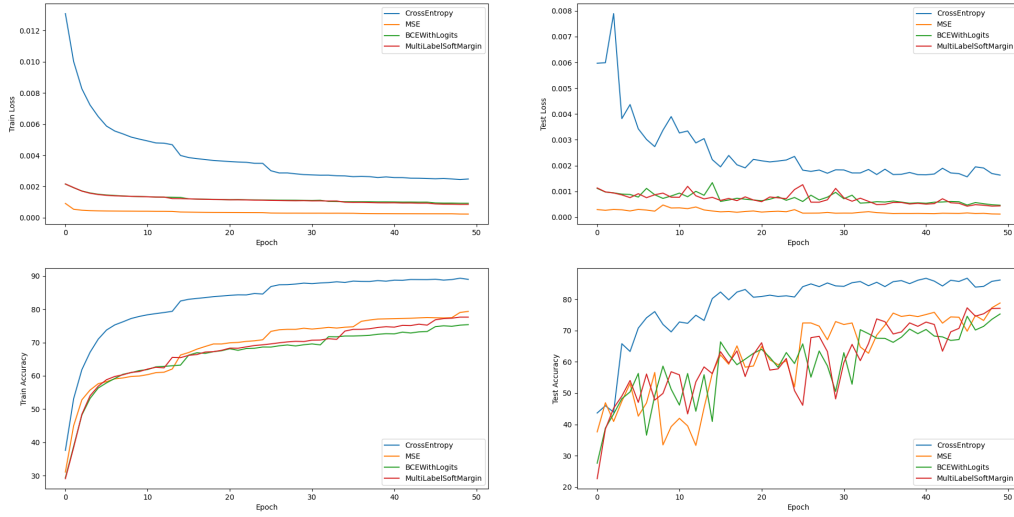 0.012
0.010
0.008
0.006
0.004
0.002
0.000
Train Loss
0
10
20
30
40
50
Epoch
CrossEntropy
MSE
BCEWithLogits
MultiLabelSoftMargin
0.008
0.007
0.006
0.005
0.004
0.003
0.002
0.001
0.000
Test Loss
0
10
20
30
40
50
Epoch
CrossEntropy
MSE
BCEWithLogits
MultiLabelSoftMargin
90
80
70
60
50
40
30
Train Accuracy
0
10
20
30
40
50
Epoch
CrossEntropy
MSE
BCEWithLogits
MultiLabelSoftMargin
80
70
60
50
40
30
20
Test Accuracy
0
10
20
30
40
50
Epoch
CrossEntropy
MSE
BCEWithLogits
MultiLabelSoftMargin